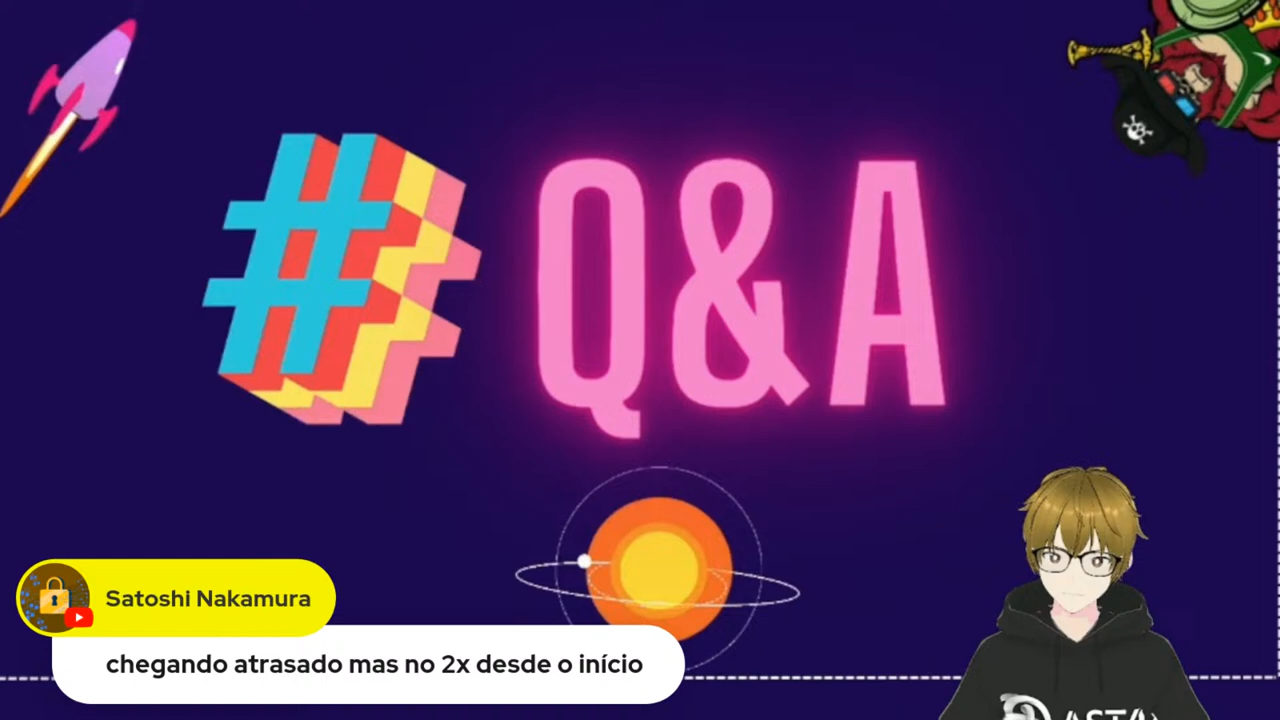 # Q&A
Satoshi Nakamura
chegando atrasado mas no 2x desde o início